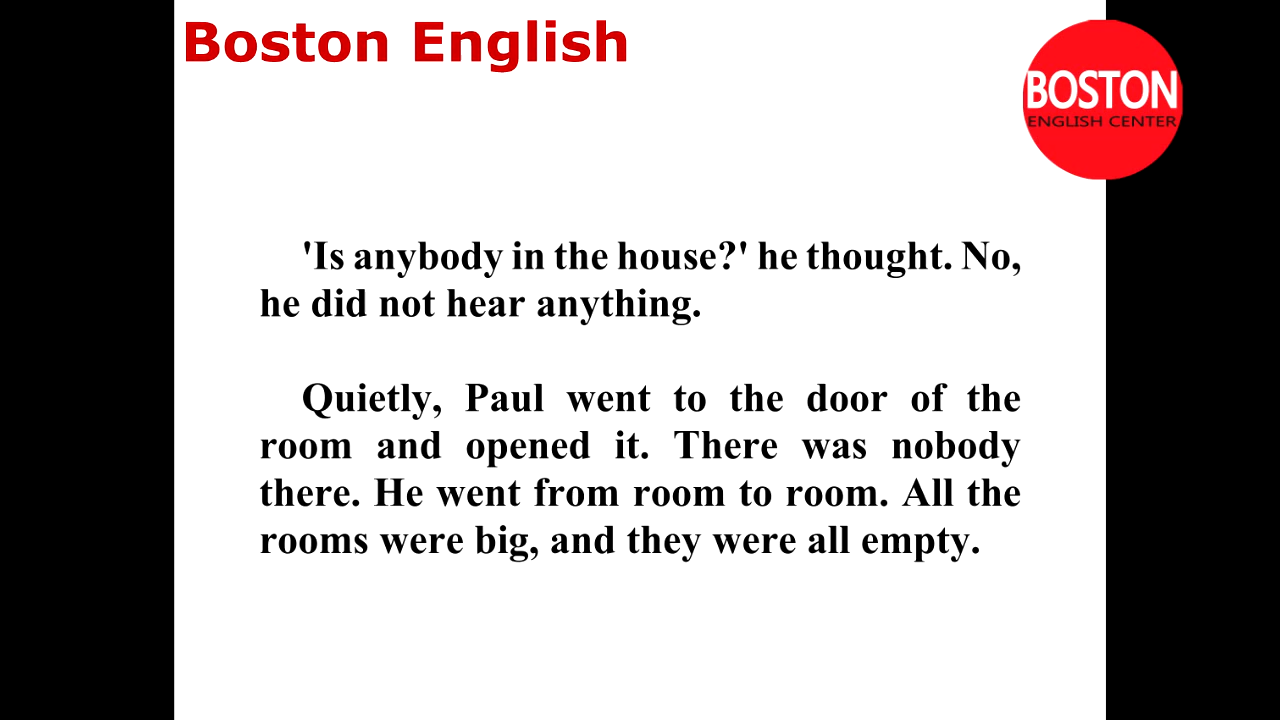 Boston English
BOSTON
ENGLISH CENTER
'Is anybody in the house?' he thought. No,
he did not hear anything.
Quietly, Paul went to the door of the
room and opened it. There was nobody
there. He went from room to room. All the
rooms were big, and they were all empty.